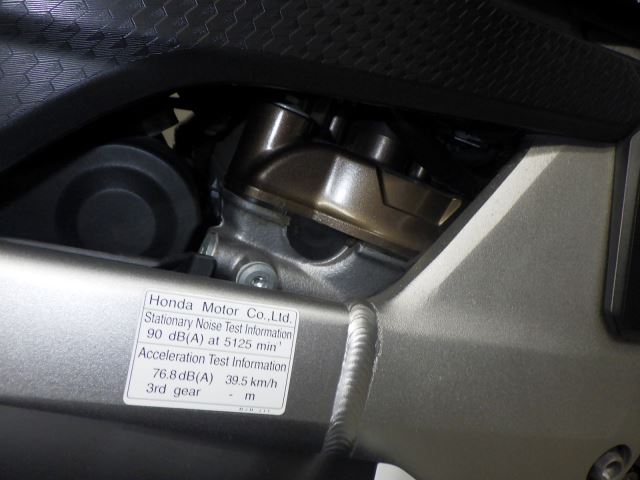 Honda Motor Co.,Ltd.
Stationary Noise Test Information
90 dB(A) at 5125 min⁻¹
Acceleration Test Information
76.8 dB(A) 39.5 km/h
3rd gear - m